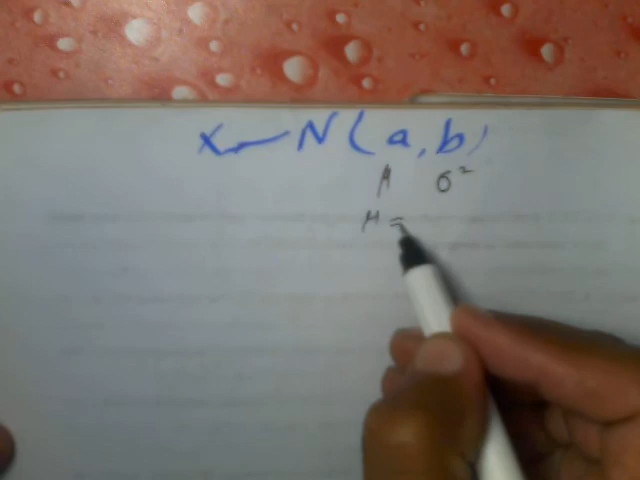 X ~ N(a, b)
μ σ²
μ =